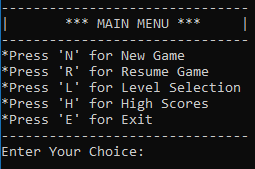 -------------------------------
|       *** MAIN MENU ***     |
-------------------------------
*Press 'N' for New Game
*Press 'R' for Resume Game
*Press 'L' for Level Selection
*Press 'H' for High Scores
*Press 'E' for Exit
-------------------------------
Enter Your Choice: